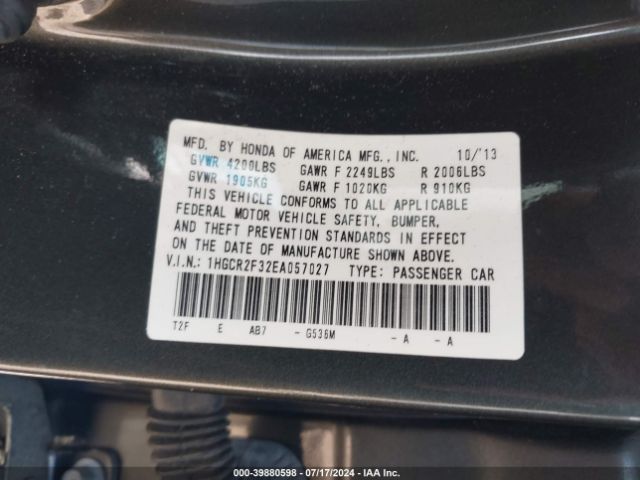 MFD. BY HONDA OF AMERICA MFG., INC. 10/'13
GVWR 4200LBS GAWR F 2249LBS R 2006LBS
GVWR 1905KG GAWR F 1020KG R 910KG
THIS VEHICLE CONFORMS TO ALL APPLICABLE
FEDERAL MOTOR VEHICLE SAFETY, BUMPER,
AND THEFT PREVENTION STANDARDS IN EFFECT
ON THE DATE OF MANUFACTURE SHOWN ABOVE.
V.I.N.: 1HGCR2F32EA057027 TYPE: PASSENGER CAR
T2F E AB7 - G536M - A - A
000-39880598 - 07/17/2024 - IAA Inc.